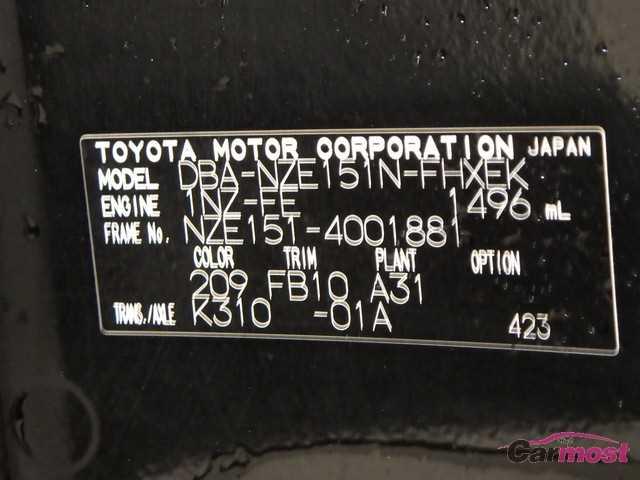 TOYOTA MOTOR CORPORATION JAPAN
MODEL DBA-NZE151N-FHXEK
ENGINE 1NZ-FE 1496 mL
FRAME No. NZE151-4001881
COLOR TRIM PLANT OPTION
209 FB10 A31
TRANS./AXLE K310 -01A 423
Carmost